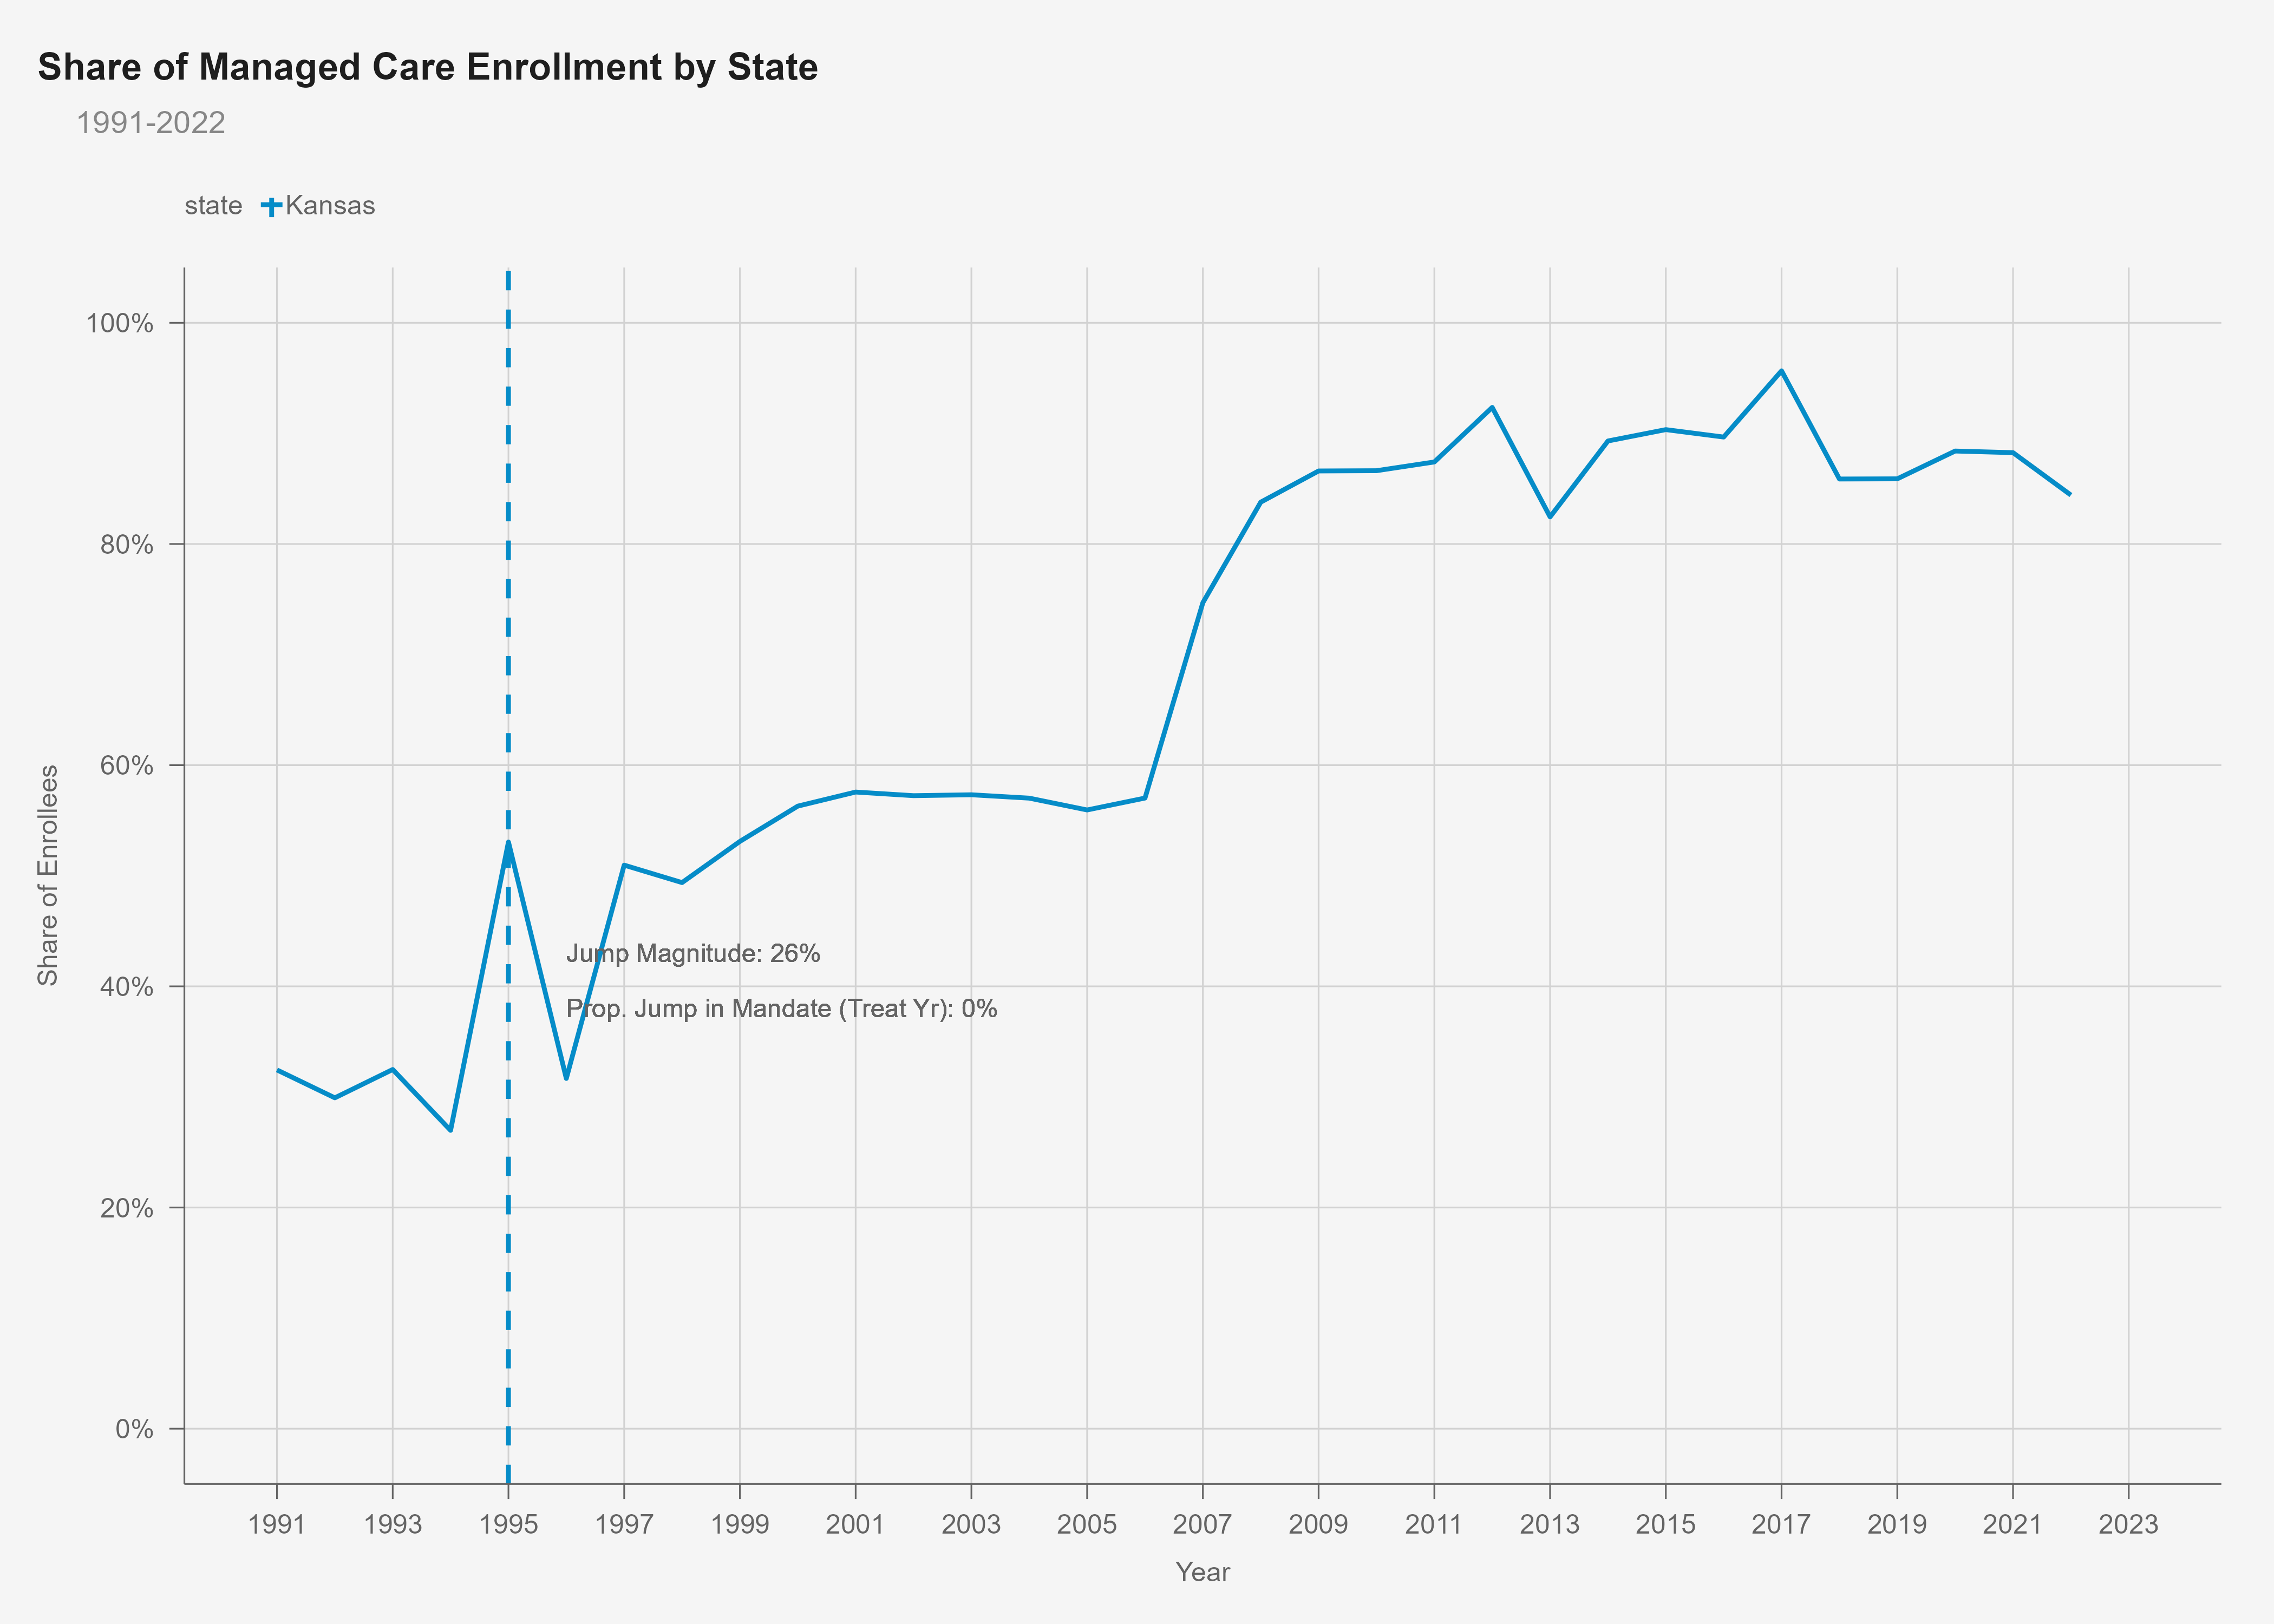 Share of Managed Care Enrollment by State
1991-2022
state Kansas
100%
80%
60%
40%
20%
0%
Share of Enrollees
Jump Magnitude: 26%
Prop. Jump in Mandate (Treat Yr): 0%
1991 1993 1995 1997 1999 2001 2003 2005 2007 2009 2011 2013 2015 2017 2019 2021 2023
Year